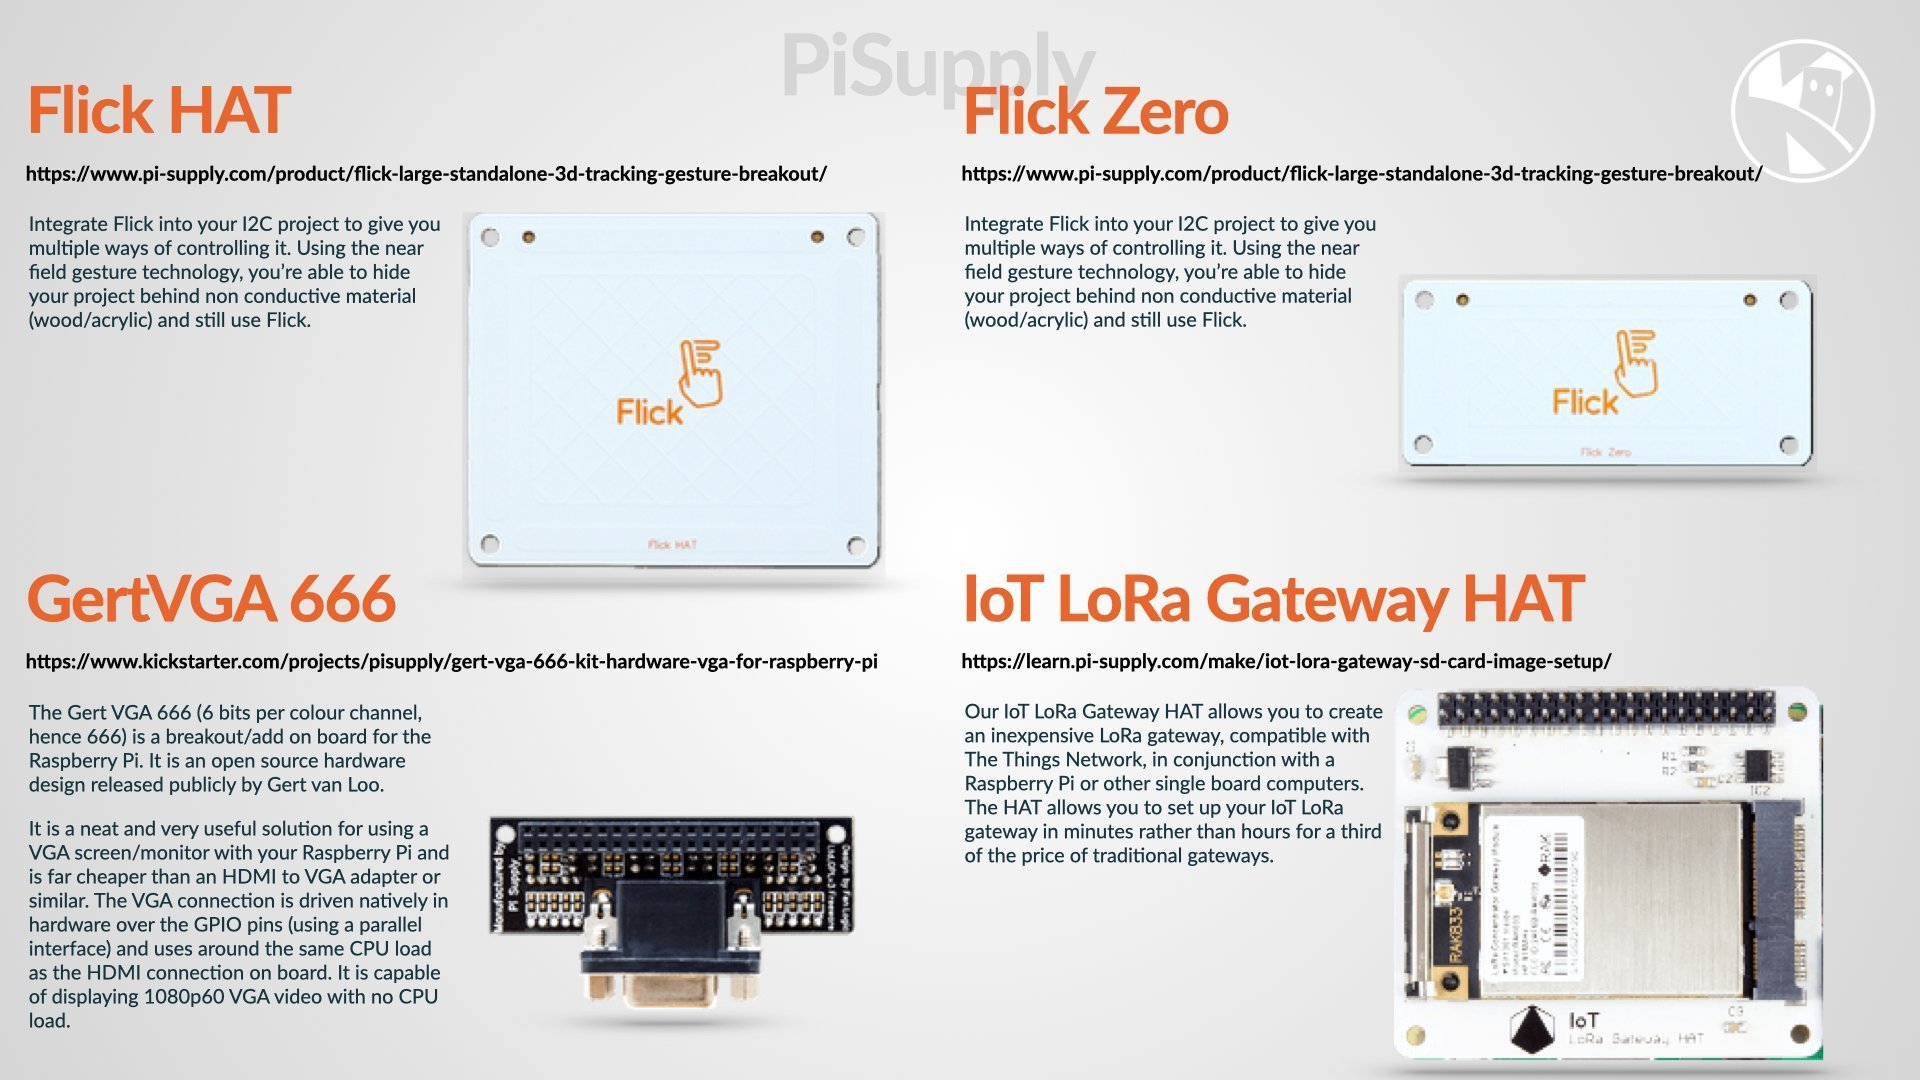 PiSupply
Flick HAT
https://www.pi-supply.com/product/flick-large-standalone-3d-tracking-gesture-breakout/
Integrate Flick into your I2C project to give you
multiple ways of controlling it. Using the near
field gesture technology, you're able to hide
your project behind non conductive material
(wood/acrylic) and still use Flick.
Flick
Flick HAT
Flick Zero
https://www.pi-supply.com/product/flick-large-standalone-3d-tracking-gesture-breakout/
Integrate Flick into your I2C project to give you
multiple ways of controlling it. Using the near
field gesture technology, you're able to hide
your project behind non conductive material
(wood/acrylic) and still use Flick.
Flick
Flick Zero
GertVGA 666
https://www.kickstarter.com/projects/pisupply/gert-vga-666-kit-hardware-vga-for-raspberry-pi
The Gert VGA 666 (6 bits per colour channel,
hence 666) is a breakout/add on board for the
Raspberry Pi. It is an open source hardware
design released publicly by Gert van Loo.
It is a neat and very useful solution for using a
VGA screen/monitor with your Raspberry Pi and
is far cheaper than an HDMI to VGA adapter or
similar. The VGA connection is driven natively in
hardware over the GPIO pins (using a parallel
interface) and uses around the same CPU load
as the HDMI connection on board. It is capable
of displaying 1080p60 VGA video with no CPU
load.
Manufactured by
Pi Supply
IoT LoRa Gateway HAT
https://learn.pi-supply.com/make/iot-lora-gateway-sd-card-image-setup/
Our IoT LoRa Gateway HAT allows you to create
an inexpensive LoRa gateway, compatible with
The Things Network, in conjunction with a
Raspberry Pi or other single board computers.
The HAT allows you to set up your IoT LoRa
gateway in minutes rather than hours for a third
of the price of traditional gateways.
C1
C2
IC2
RAK833
RAK
LoRa Concentrator Gateway Module
C3
IoT
LoRa Gateway HAT